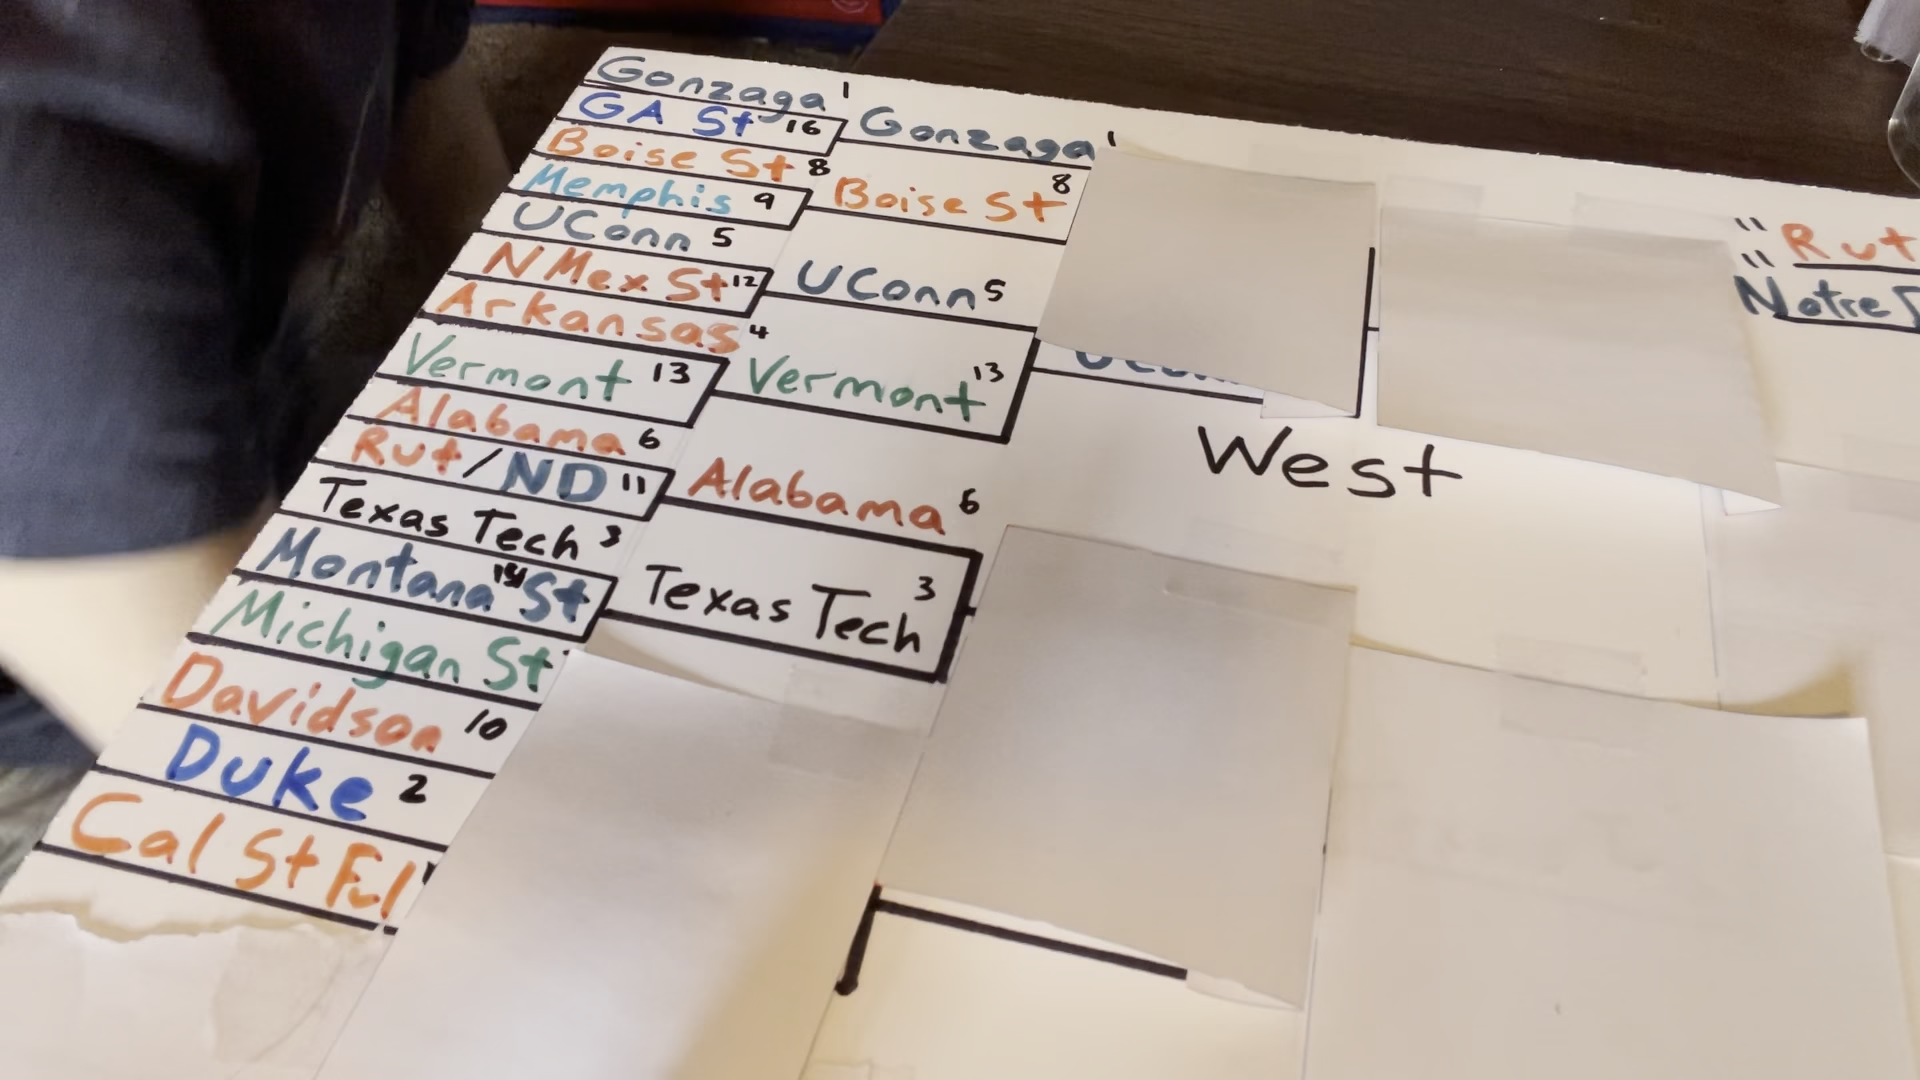 Gonzaga 1
GA St 16
Boise St 8
Memphis 9
UConn 5
N Mex St 12
Arkansas 4
Vermont 13
Alabama 6
Rut/ND 11
Texas Tech 3
Montana St 14
Michigan St
Davidson 10
Duke 2
Cal St Ful
Gonzaga 1
Boise St 8
UConn 5
Vermont 13
Alabama 6
Texas Tech 3
West
" Rut
" Notre